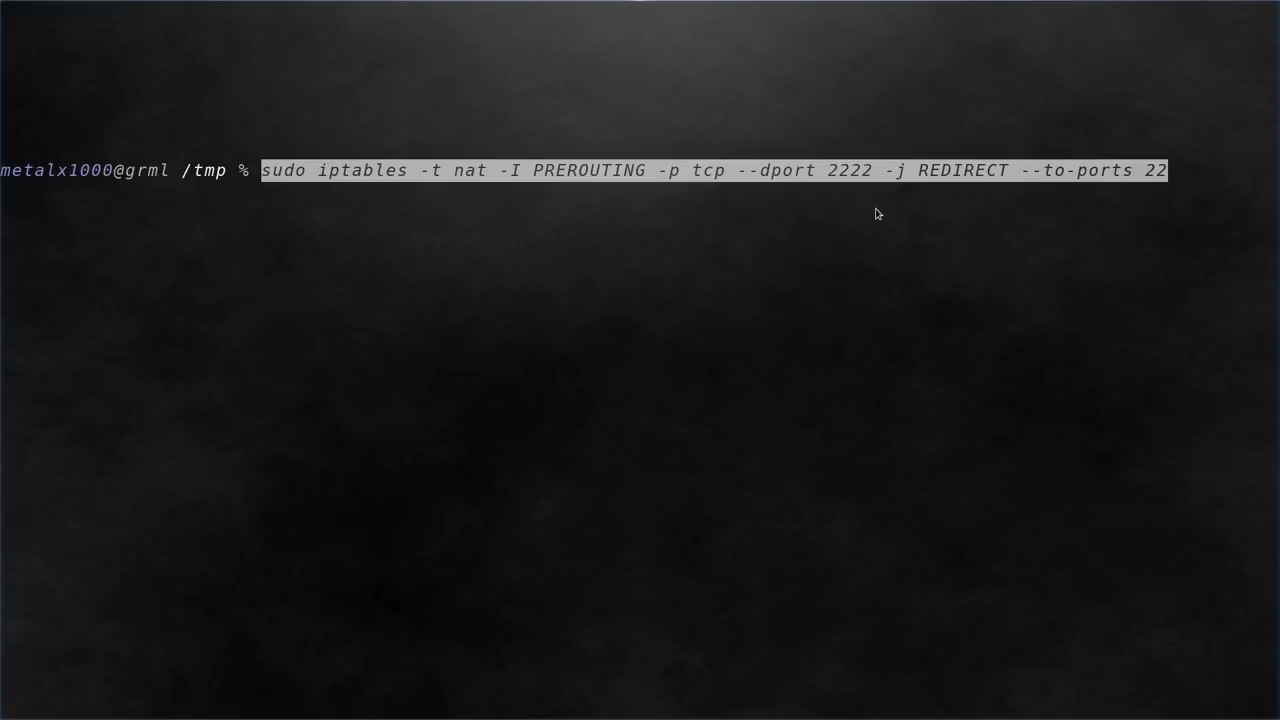 metalx1000@grml /tmp % sudo iptables -t nat -I PREROUTING -p tcp --dport 2222 -j REDIRECT --to-ports 22